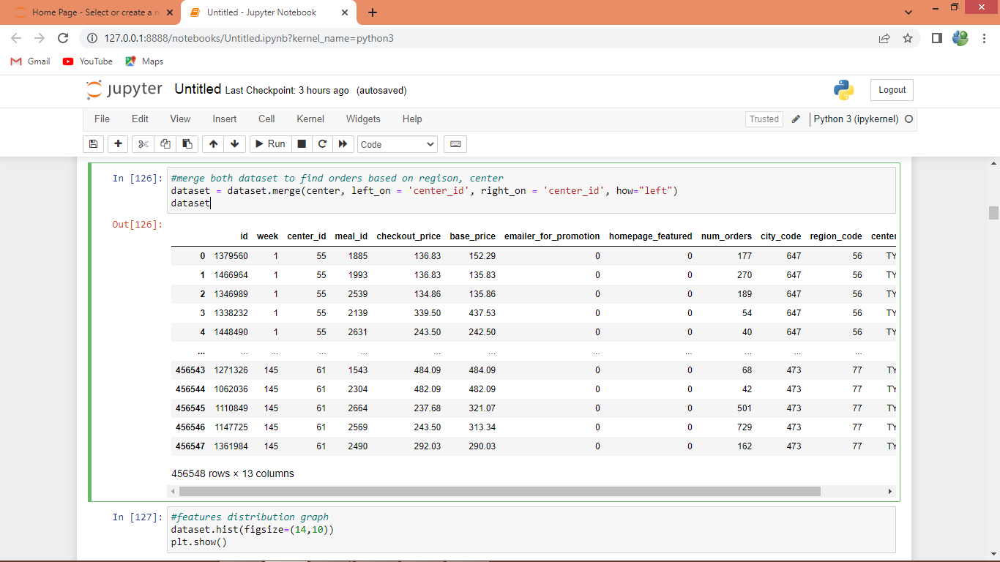 Home Page - Select or create a n
Untitled - Jupyter Notebook
127.0.0.1:8888/notebooks/Untitled.ipynb?kernel_name=python3
Gmail YouTube Maps
jupyter Untitled Last Checkpoint: 3 hours ago (autosaved)
Logout
File Edit View Insert Cell Kernel Widgets Help
Trusted Python 3 (ipykernel)
Run Code
In [126]: #merge both dataset to find orders based on regison, center
dataset = dataset.merge(center, left_on = 'center_id', right_on = 'center_id', how="left")
dataset
Out[126]:
id week center_id meal_id checkout_price base_price emailer_for_promotion homepage_featured num_orders city_code region_code center
0 1379560 1 55 1885 136.83 152.29 0 0 177 647 56 TY
1 1466964 1 55 1993 136.83 135.83 0 0 270 647 56 TY
2 1346989 1 55 2539 134.86 135.86 0 0 189 647 56 TY
3 1338232 1 55 2139 339.50 437.53 0 0 54 647 56 TY
4 1448490 1 55 2631 243.50 242.50 0 0 40 647 56 TY
... ... ... ... ... ... ... ... ... ... ... ...
456543 1271326 145 61 1543 484.09 484.09 0 0 68 473 77 TY
456544 1062036 145 61 2304 482.09 482.09 0 0 42 473 77 TY
456545 1110849 145 61 2664 237.68 321.07 0 0 501 473 77 TY
456546 1147725 145 61 2569 243.50 313.34 0 0 729 473 77 TY
456547 1361984 145 61 2490 292.03 290.03 0 0 162 473 77 TY
456548 rows × 13 columns
In [127]: #features distribution graph
dataset.hist(figsize=(14,10))
plt.show()